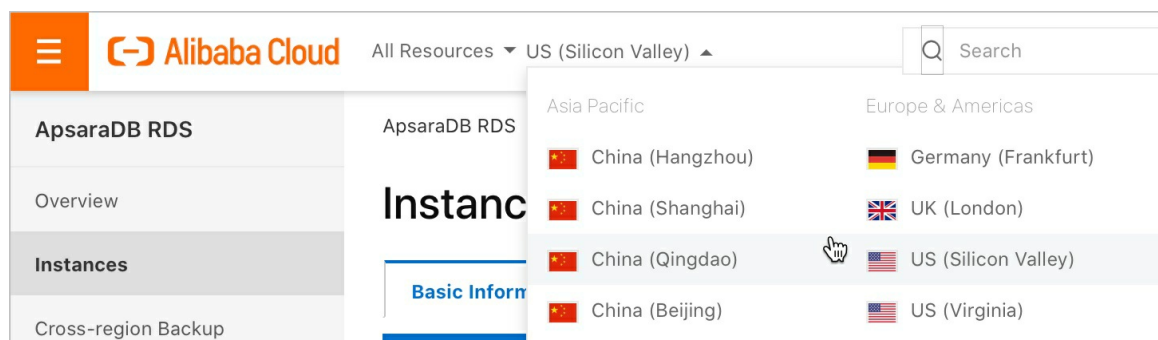 Alibaba Cloud All Resources US (Silicon Valley) Search
ApsaraDB RDS
Overview
Instances
Cross-region Backup
ApsaraDB RDS
Instanc
Basic Inforn
Asia Pacific
China (Hangzhou)
China (Shanghai)
China (Qingdao)
China (Beijing)
Europe & Americas
Germany (Frankfurt)
UK (London)
US (Silicon Valley)
US (Virginia)